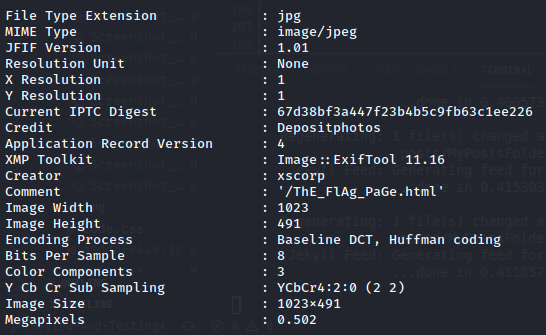 File Type Extension : jpg
MIME Type : image/jpeg
JFIF Version : 1.01
Resolution Unit : None
X Resolution : 1
Y Resolution : 1
Current IPTC Digest : 67d38bf3a447f23b4b5c9fb63c1ee226
Credit : Depositphotos
Application Record Version : 4
XMP Toolkit : Image::ExifTool 11.16
Creator : xscorp
Comment : '/ThE_FlAg_PaGe.html'
Image Width : 1023
Image Height : 491
Encoding Process : Baseline DCT, Huffman coding
Bits Per Sample : 8
Color Components : 3
Y Cb Cr Sub Sampling : YCbCr4:2:0 (2 2)
Image Size : 1023×491
Megapixels : 0.502